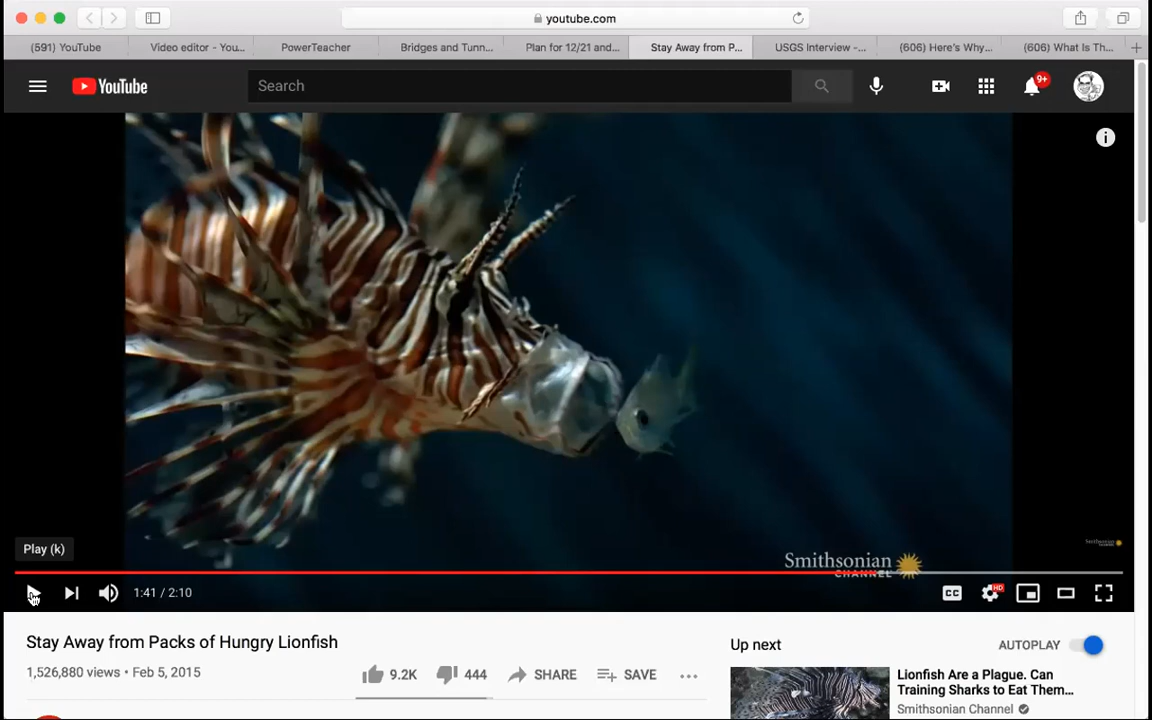 youtube.com
(591) YouTube
Video editor - You...
PowerTeacher
Bridges and Tunn...
Plan for 12/21 and...
Stay Away from P...
USGS Interview -...
(606) Here's Why...
(606) What Is Th...
YouTube
Search
9+
Play (k)
Smithsonian
CHANNEL
Smithsonian
1:41 / 2:10
CC
HD
Stay Away from Packs of Hungry Lionfish
1,526,880 views • Feb 5, 2015
9.2K
444
SHARE
SAVE
Up next
AUTOPLAY
Lionfish Are a Plague. Can
Training Sharks to Eat Them...
Smithsonian Channel